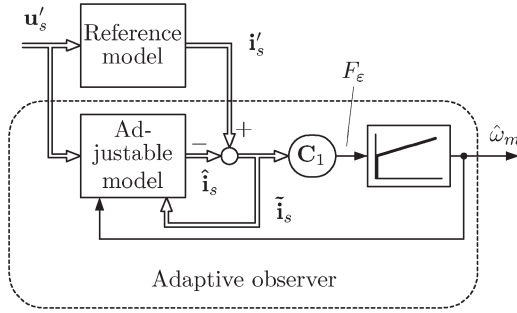 u′ₛ
Reference
model
i′ₛ
Ad-
justable
model
−
+
îₛ
ĩₛ
C₁
F_ε
ω̂ₘ
Adaptive observer